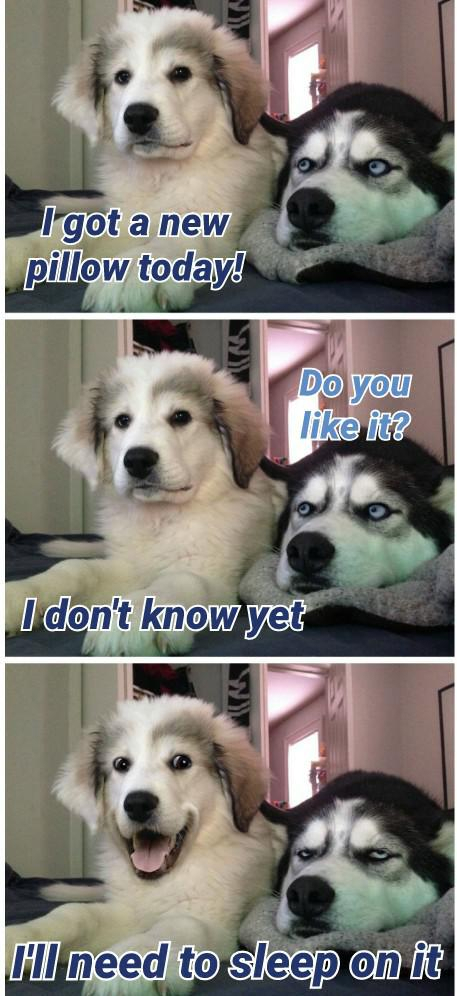 I got a new
pillow today!
Do you
like it?
I don't know yet
I'll need to sleep on it